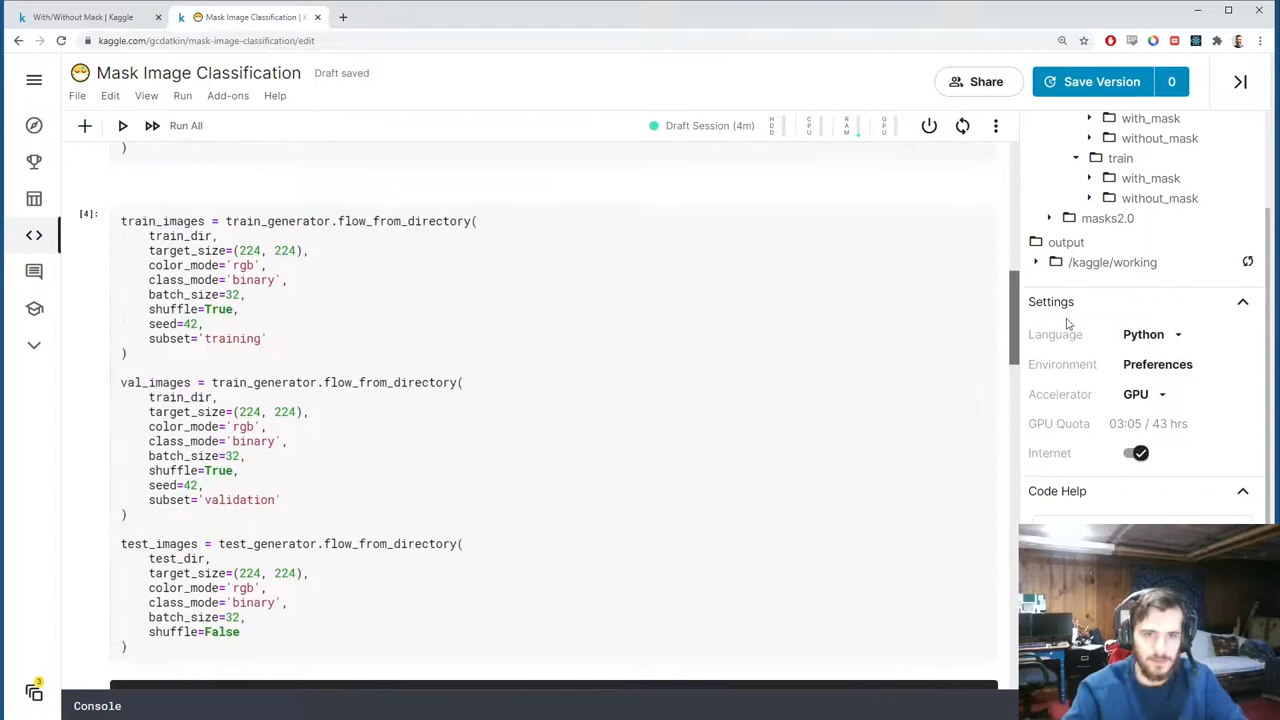 With/Without Mask | Kaggle
Mask Image Classification | K
kaggle.com/gcdatkin/mask-image-classification/edit
Mask Image Classification
Draft saved
Share
Save Version
0
File
Edit
View
Run
Add-ons
Help
Run All
Draft Session (4m)
HDD
CPU
RAM
GPU
)
[4]:
train_images = train_generator.flow_from_directory(
train_dir,
target_size=(224, 224),
color_mode='rgb',
class_mode='binary',
batch_size=32,
shuffle=True,
seed=42,
subset='training'
)
val_images = train_generator.flow_from_directory(
train_dir,
target_size=(224, 224),
color_mode='rgb',
class_mode='binary',
batch_size=32,
shuffle=True,
seed=42,
subset='validation'
)
test_images = test_generator.flow_from_directory(
test_dir,
target_size=(224, 224),
color_mode='rgb',
class_mode='binary',
batch_size=32,
shuffle=False
)
Console
3
with_mask
without_mask
train
with_mask
without_mask
masks2.0
output
/kaggle/working
Settings
Language
Python
Environment
Preferences
Accelerator
GPU
GPU Quota
03:05 / 43 hrs
Internet
Code Help